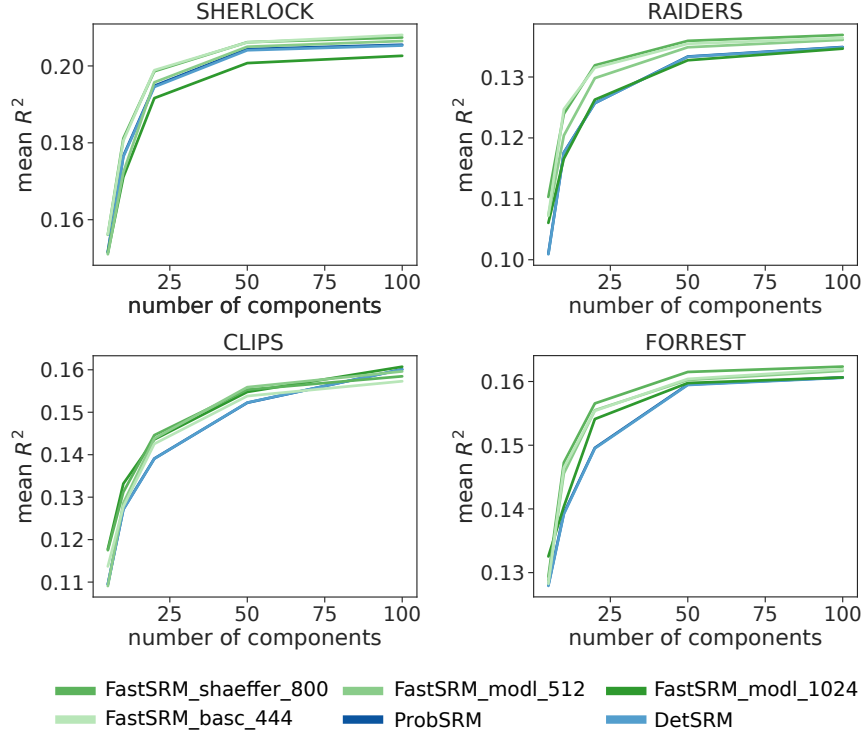 SHERLOCK
RAIDERS
mean R²
0.20
0.18
0.16
25 50 75 100
number of components
mean R²
0.13
0.12
0.11
0.10
25 50 75 100
number of components
CLIPS
FORREST
mean R²
0.16
0.15
0.14
0.13
0.12
0.11
25 50 75 100
number of components
mean R²
0.16
0.15
0.14
0.13
25 50 75 100
number of components
FastSRM_shaeffer_800 FastSRM_modl_512 FastSRM_modl_1024
FastSRM_basc_444 ProbSRM DetSRM